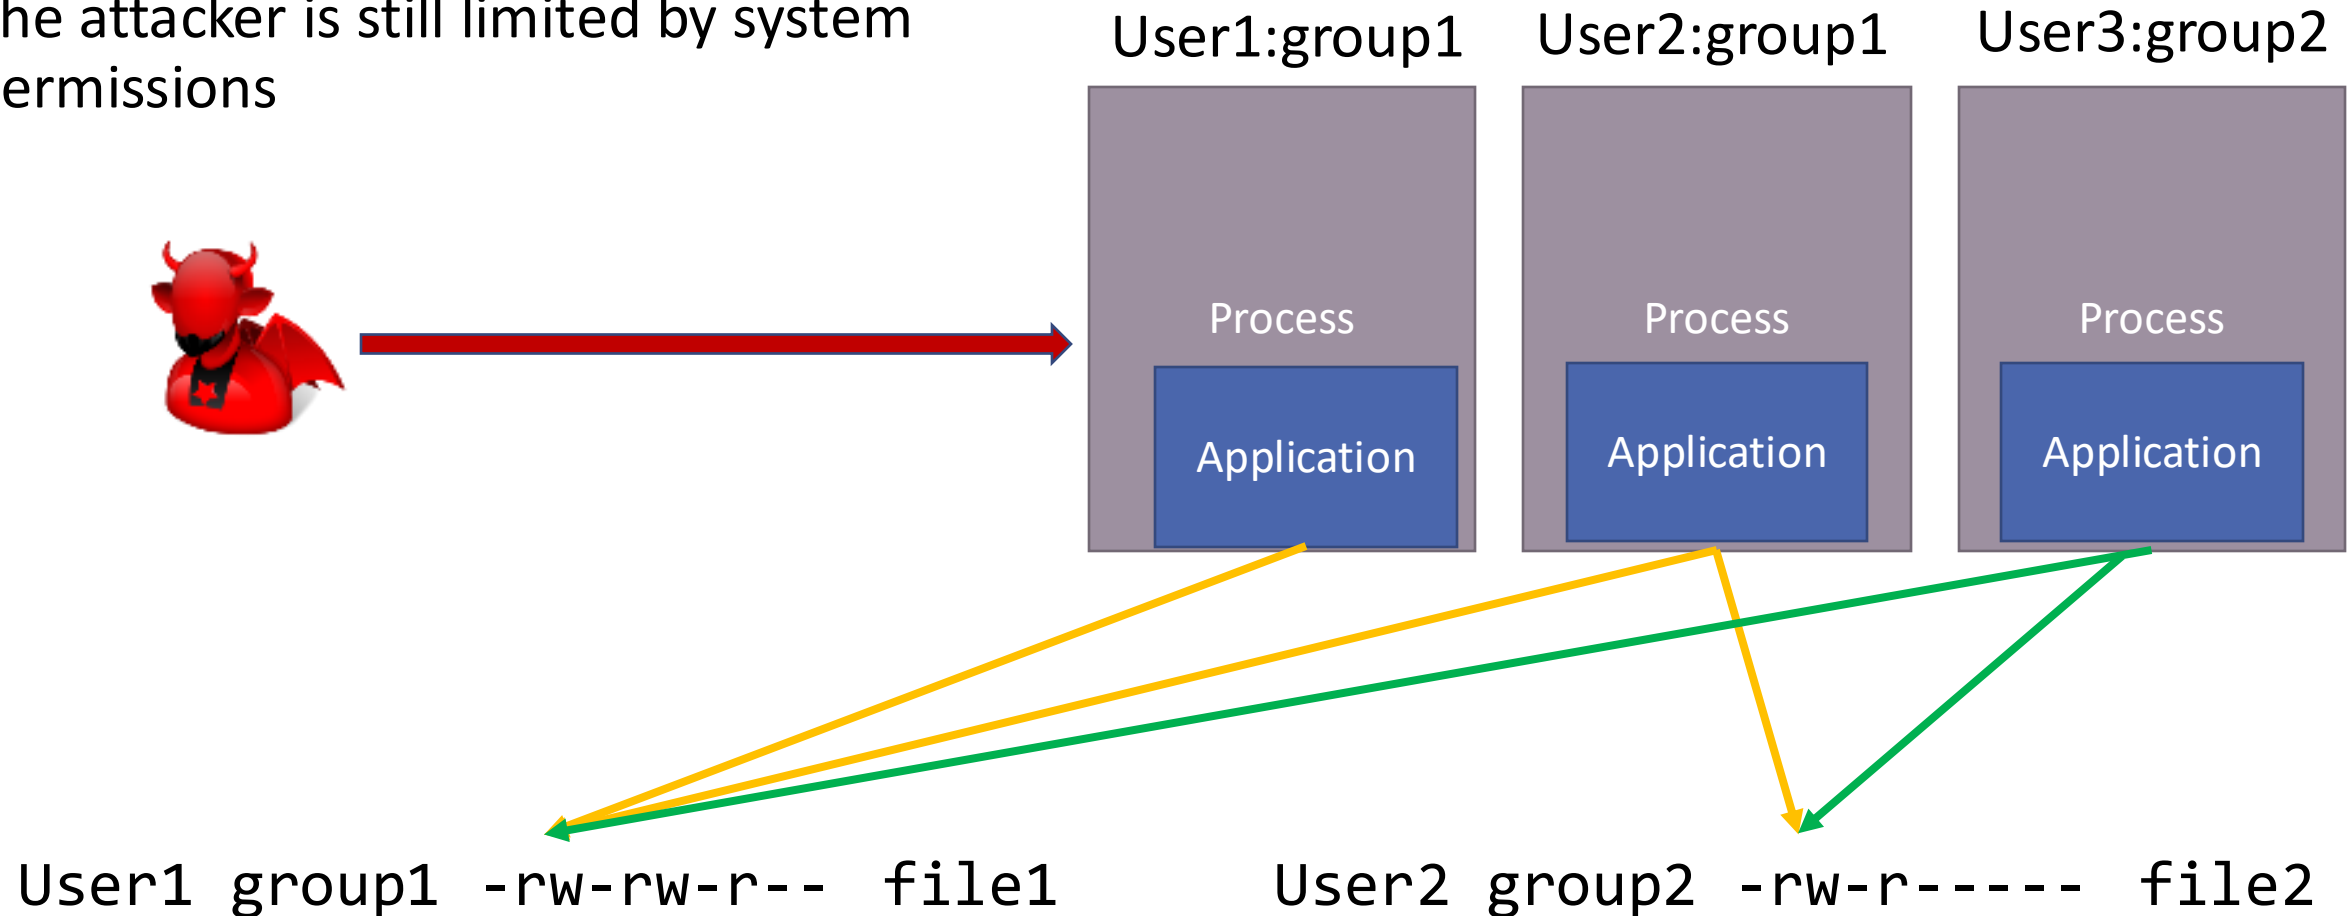 he attacker is still limited by system
ermissions
User1:group1 User2:group1 User3:group2
Process Process Process
Application Application Application
User1 group1 -rw-rw-r-- file1 User2 group2 -rw-r----- file2